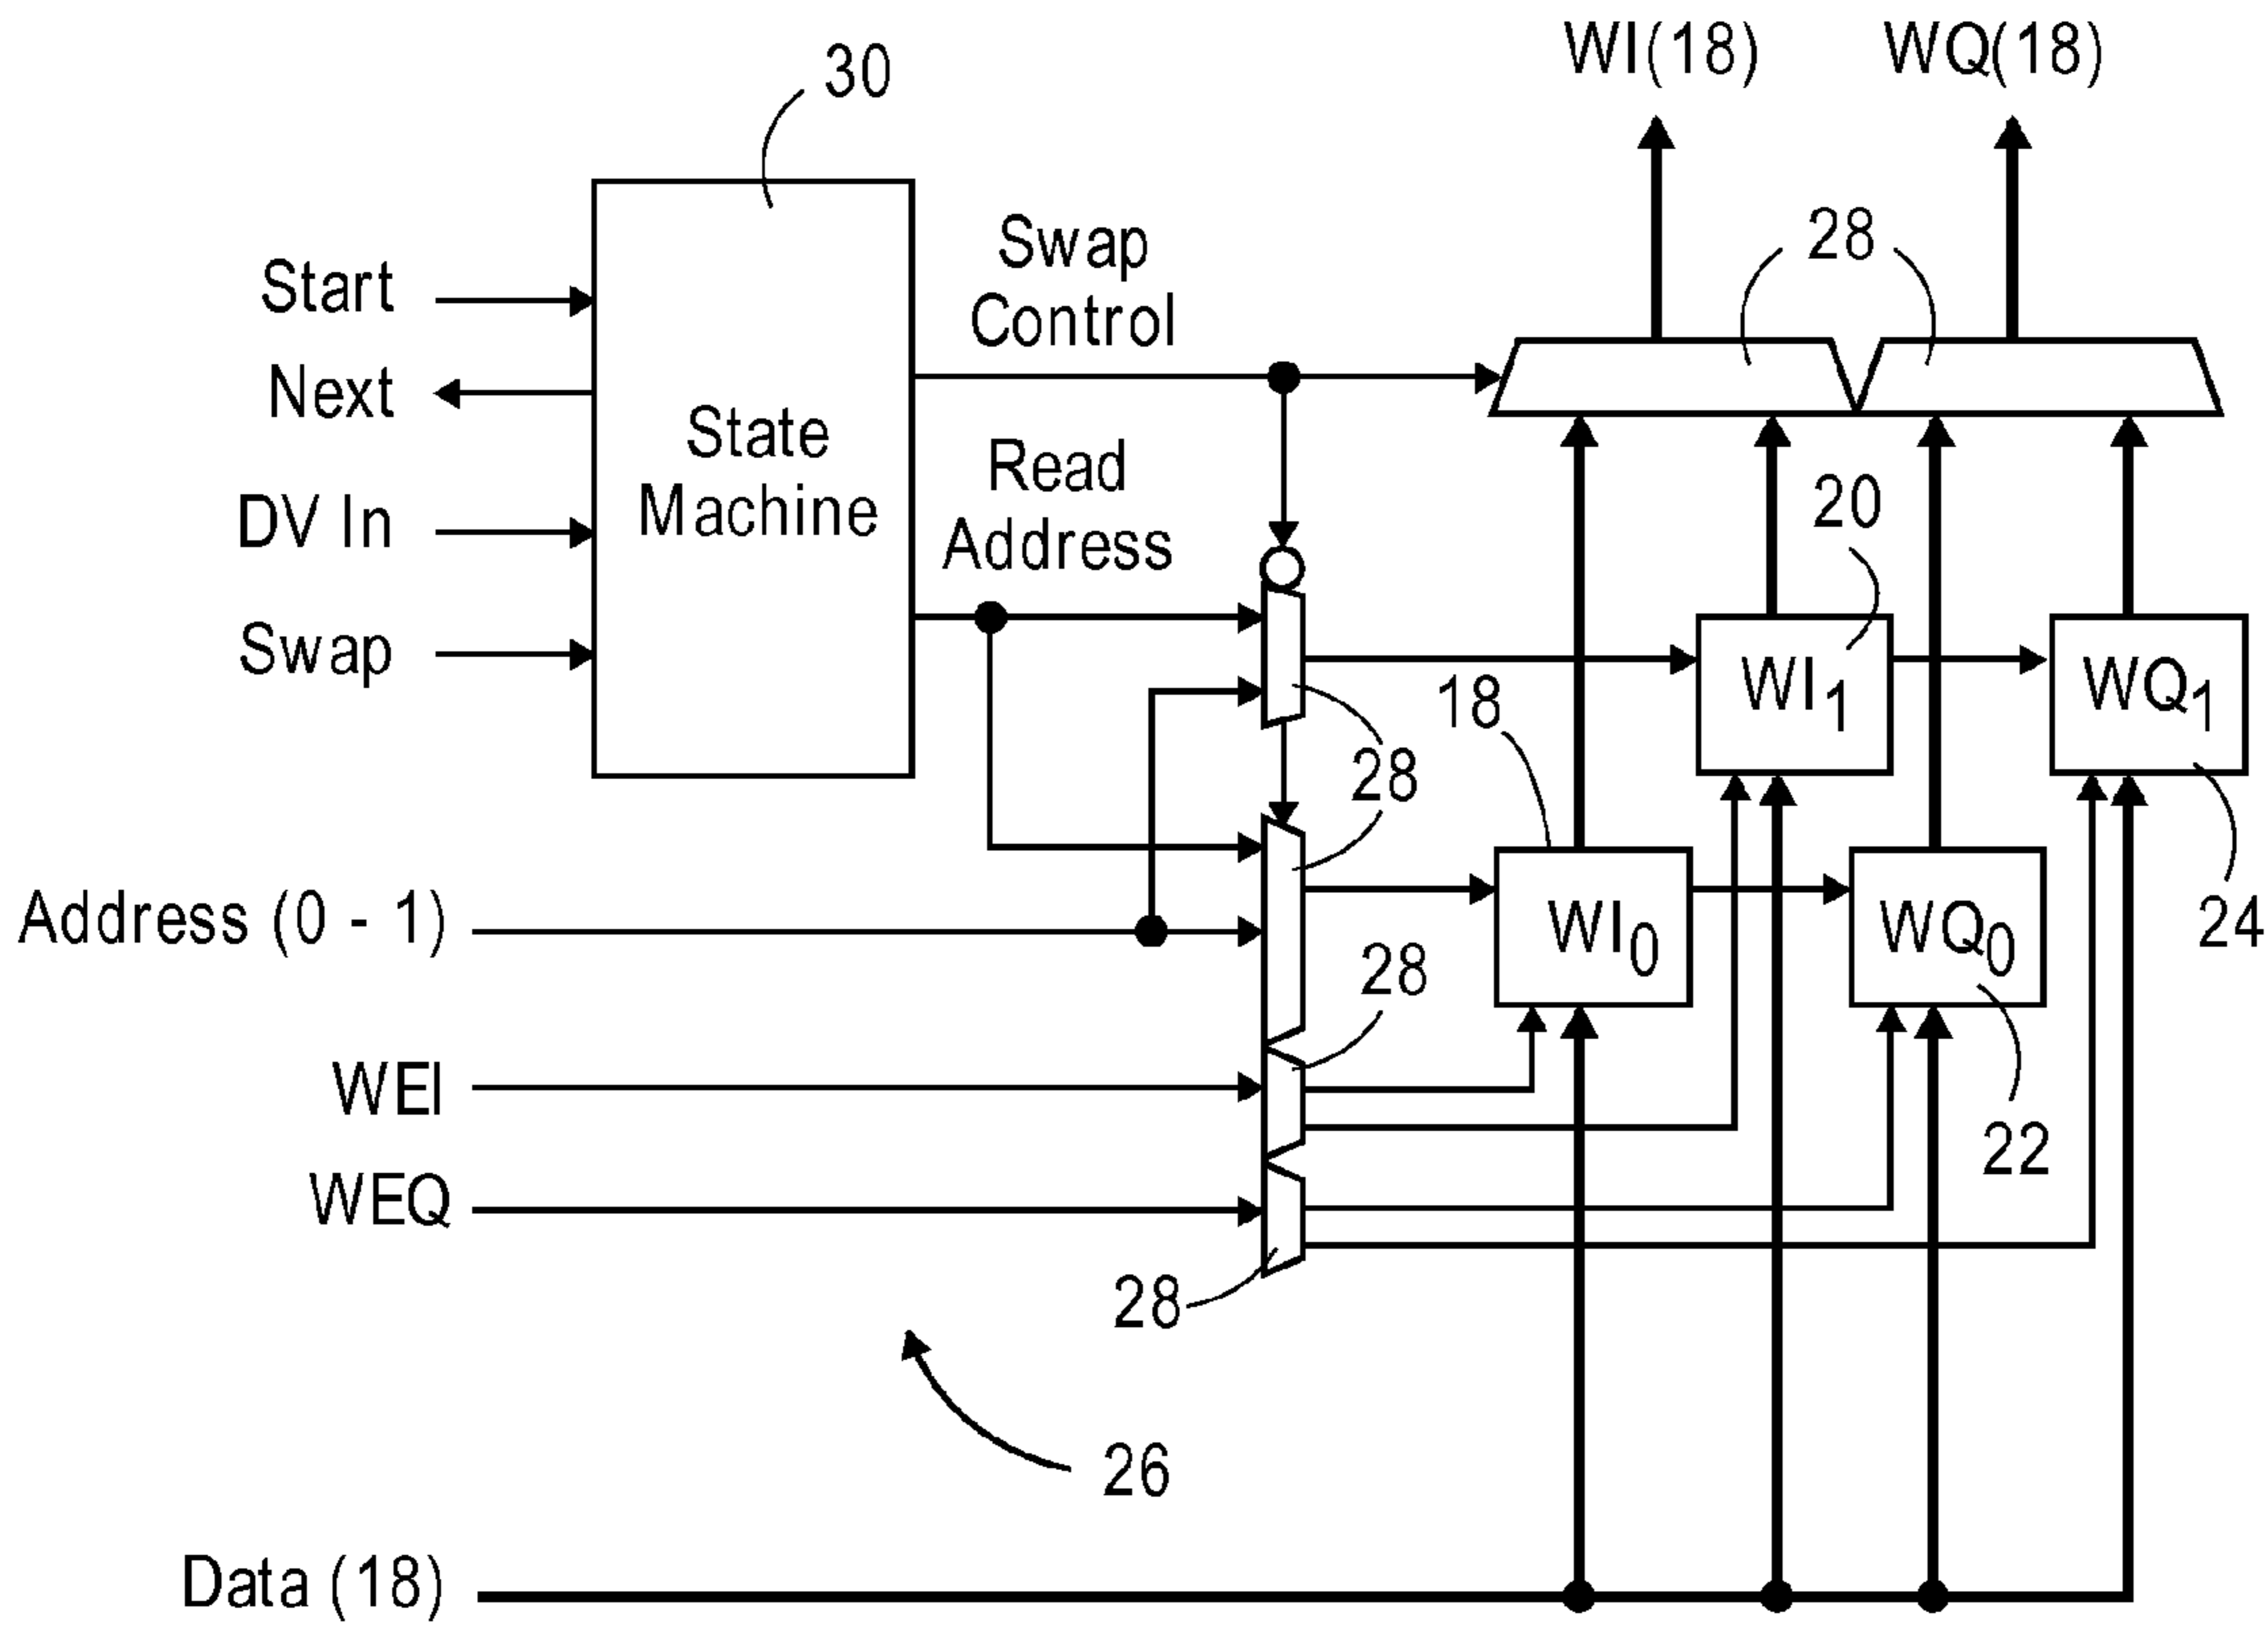 WI(18) WQ(18)
30
28
Swap
Control
Start
Next
State
Machine
Read
Address
20
DV In
Swap
WI1
WQ1
18
28
Address (0 - 1)
WI0
WQ0
24
28
WEI
22
WEQ
28
26
Data (18)